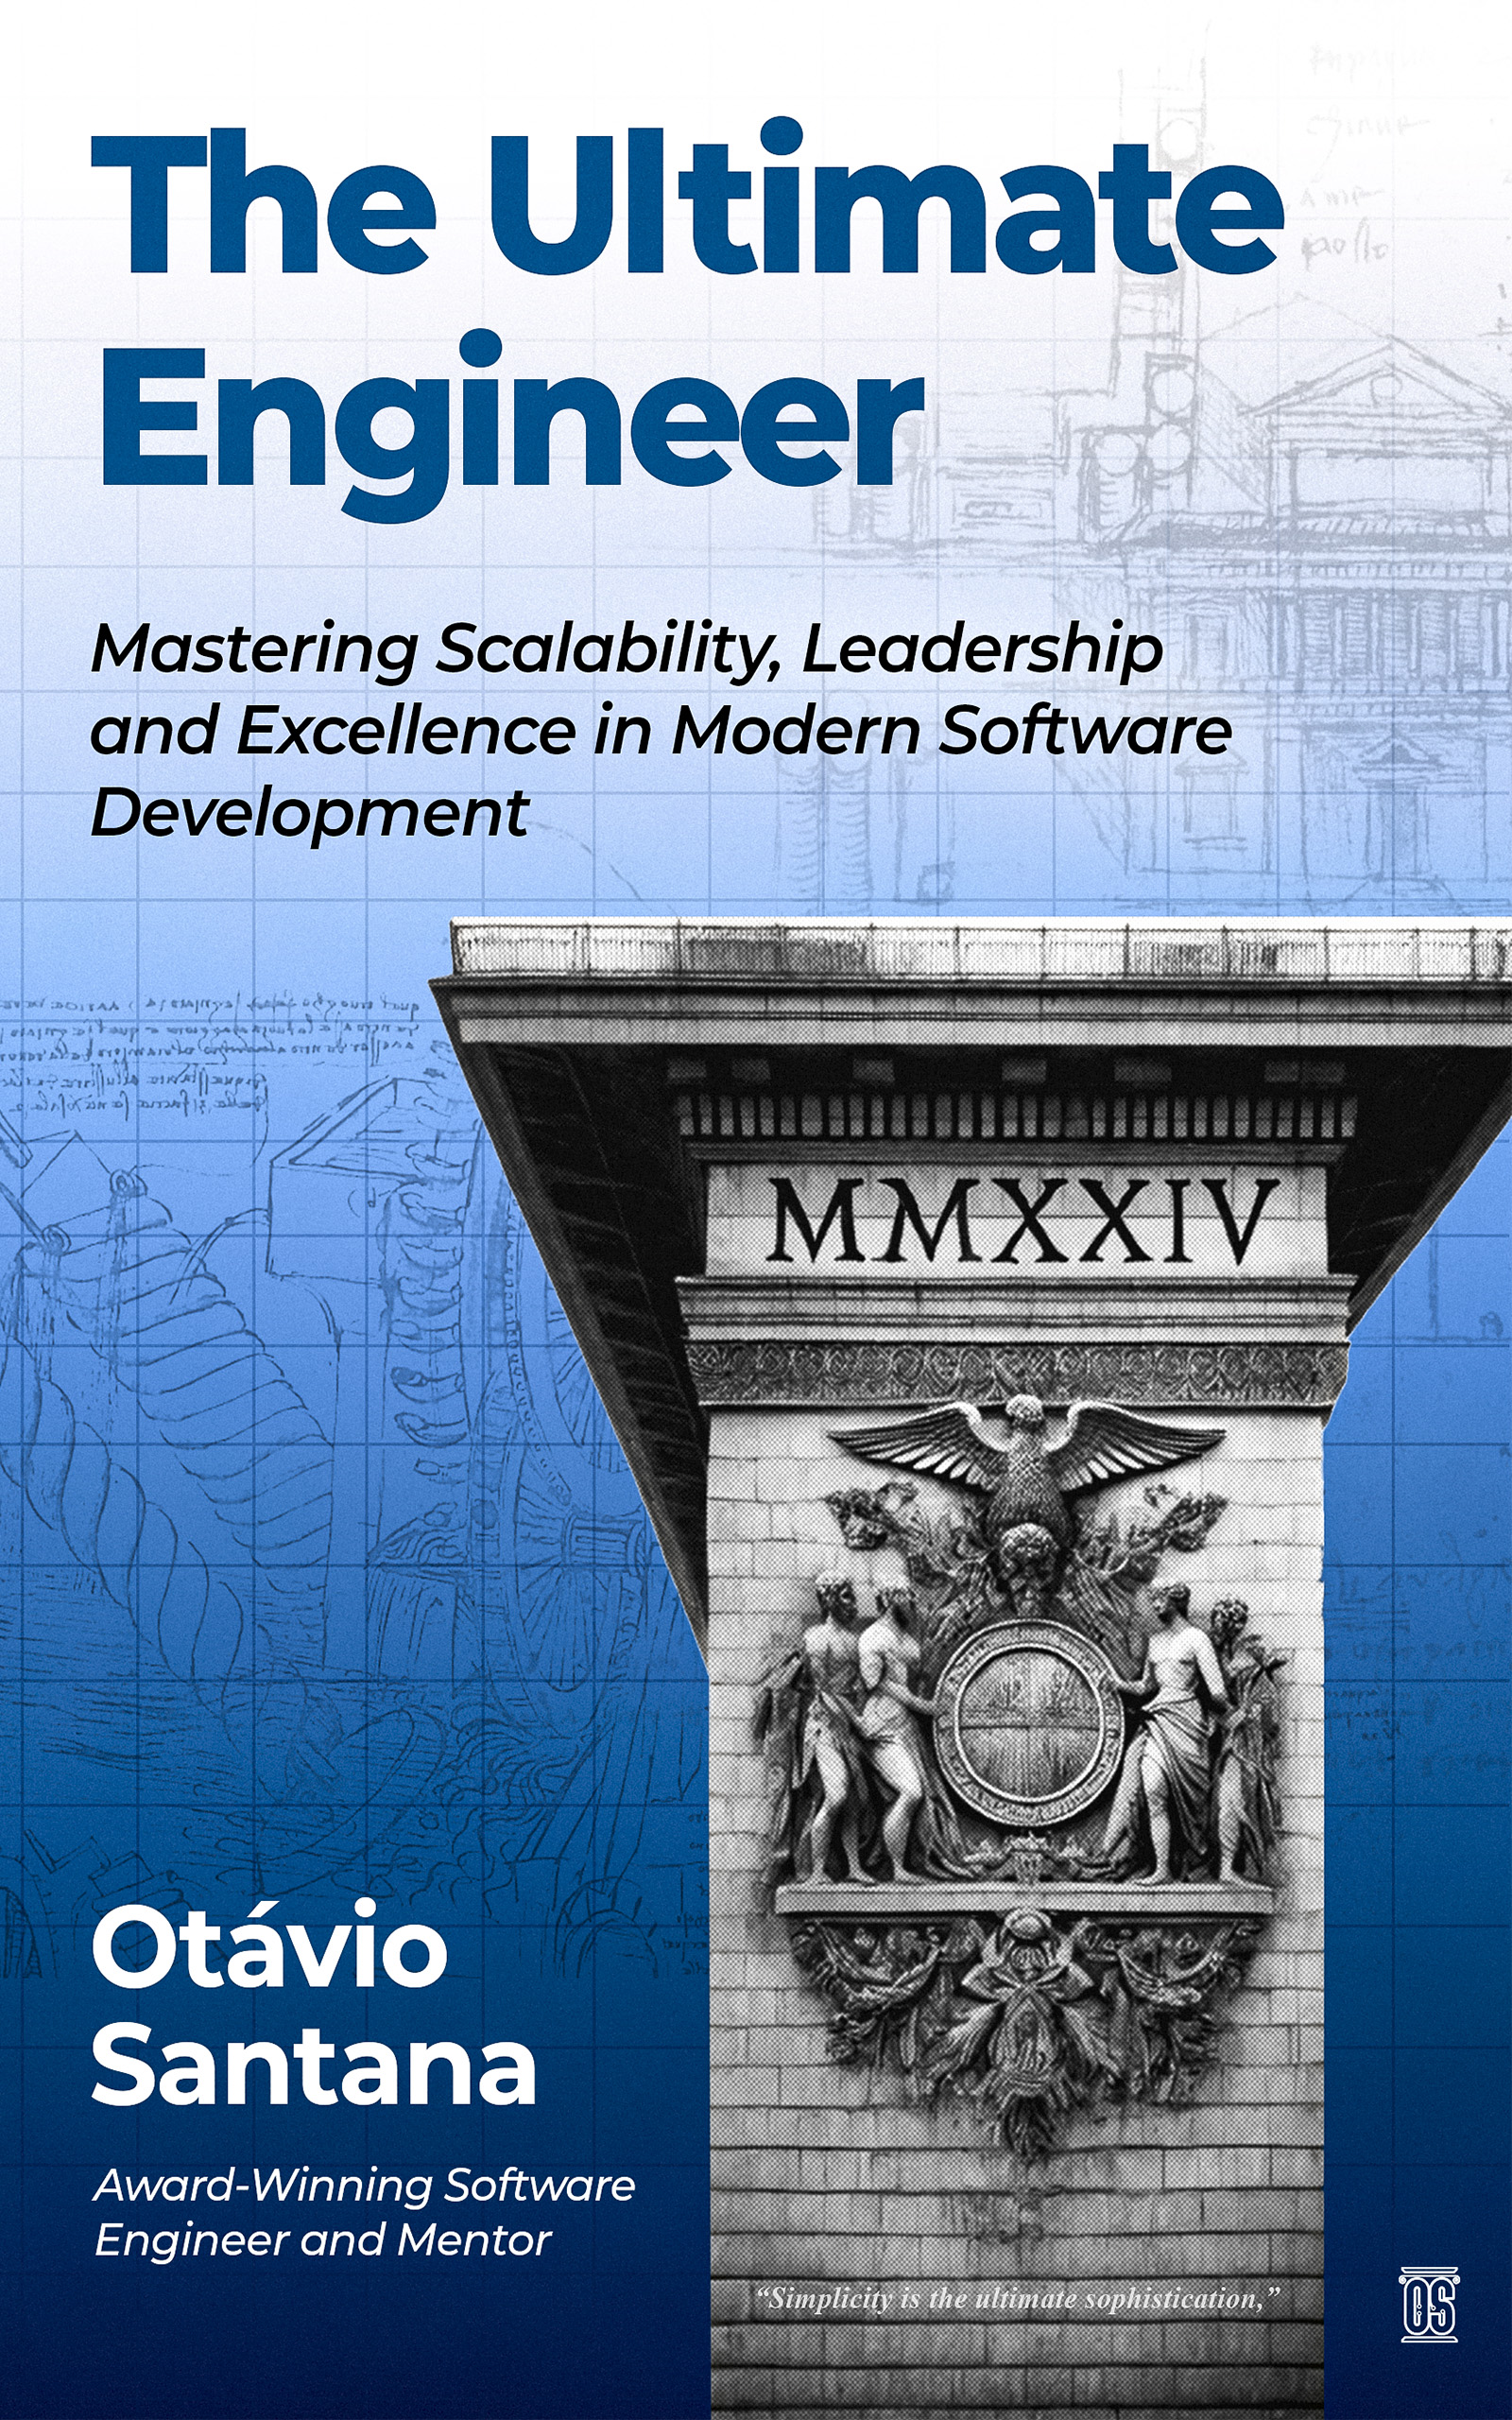 The Ultimate
Engineer
Mastering Scalability, Leadership
and Excellence in Modern Software
Development
MMXXIV
Otávio
Santana
Award-Winning Software
Engineer and Mentor
“Simplicity is the ultimate sophistication,”
OS